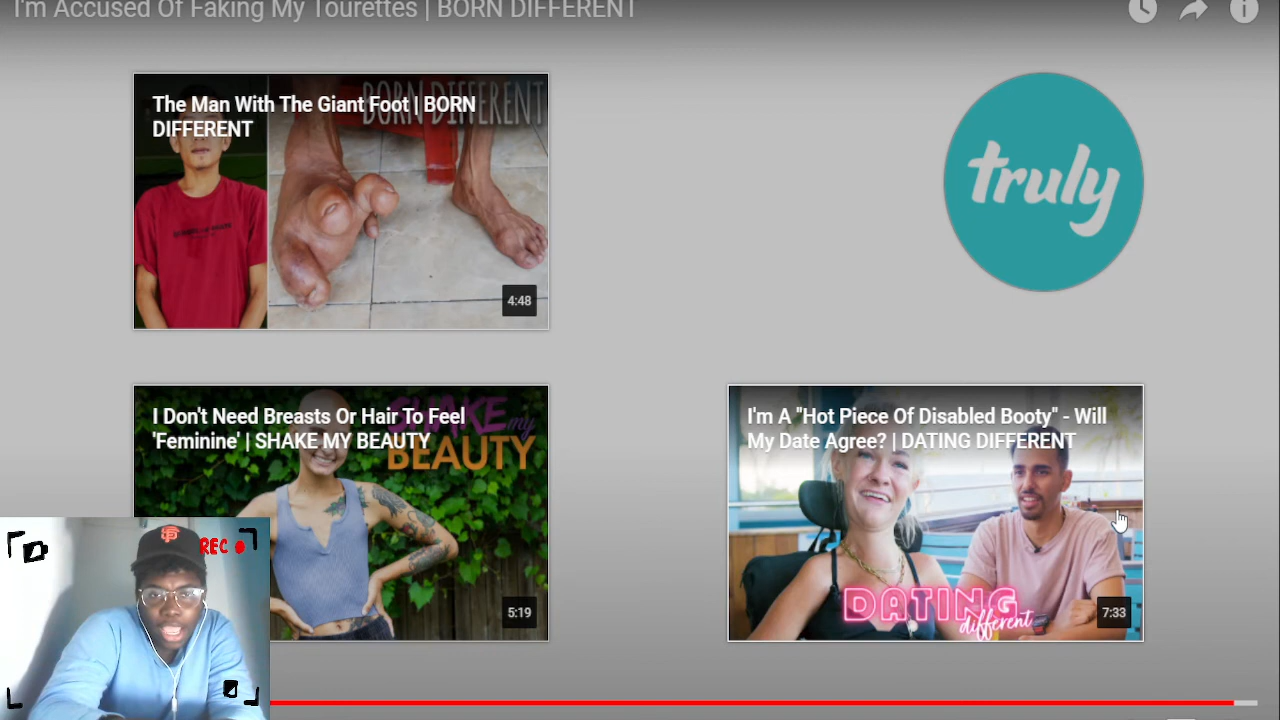 I'm Accused Of Faking My Tourettes | BORN DIFFERENT
The Man With The Giant Foot | BORN
DIFFERENT
BORN DIFFERENT
4:48
truly
I Don't Need Breasts Or Hair To Feel
'Feminine' | SHAKE MY BEAUTY
SHAKE my
BEAUTY
5:19
I'm A "Hot Piece Of Disabled Booty" - Will
My Date Agree? | DATING DIFFERENT
DATING
different
7:33
REC
SF